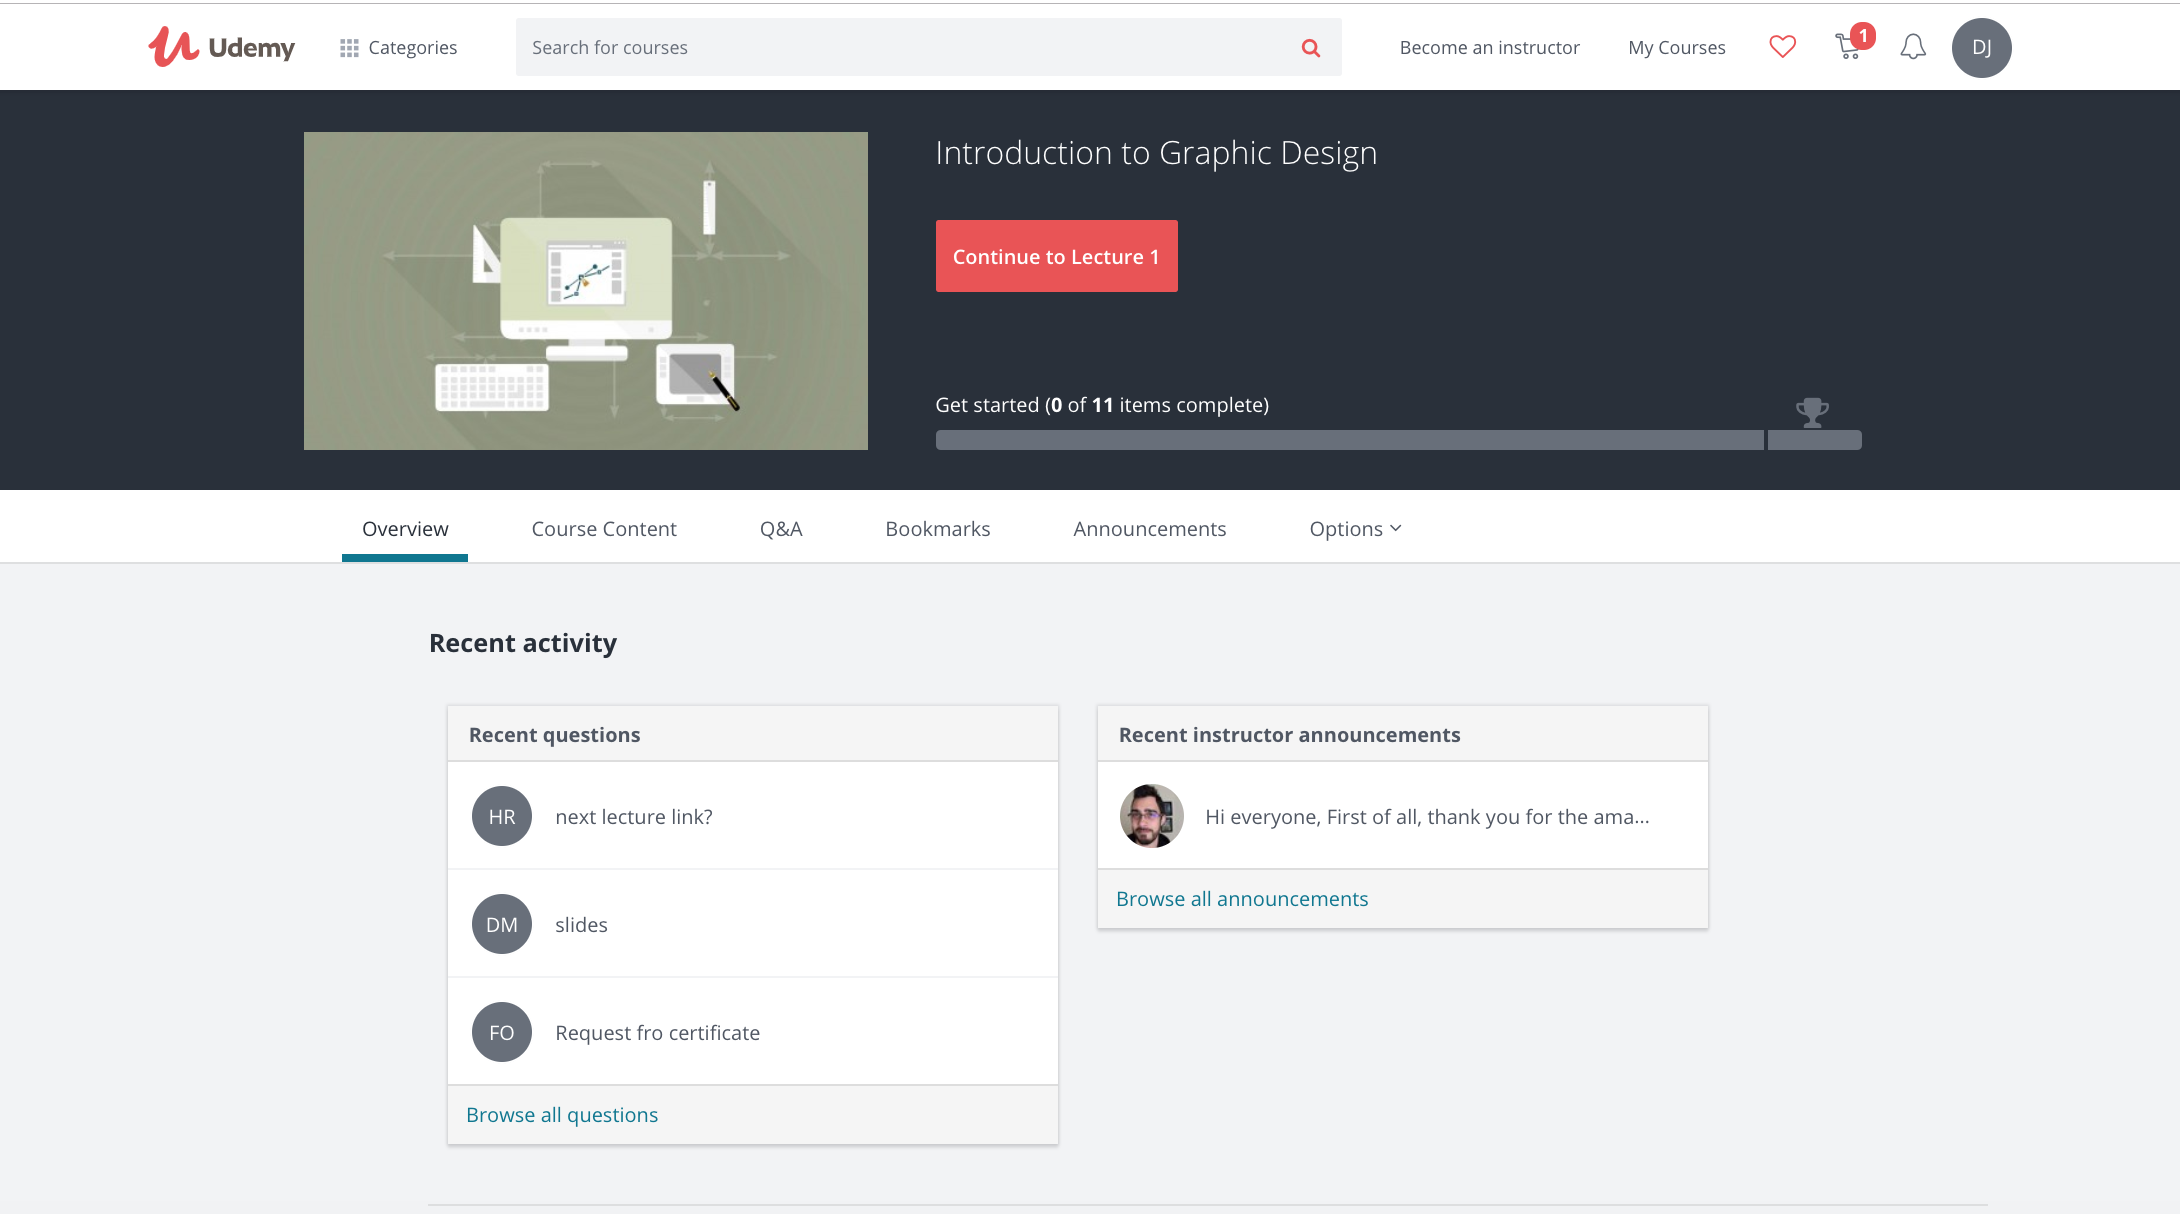 Udemy
Categories
Search for courses
Become an instructor
My Courses
1
DJ
Introduction to Graphic Design
Continue to Lecture 1
Get started (0 of 11 items complete)
Overview
Course Content
Q&A
Bookmarks
Announcements
Options
Recent activity
Recent questions
HR
next lecture link?
DM
slides
FO
Request fro certificate
Browse all questions
Recent instructor announcements
Hi everyone, First of all, thank you for the ama...
Browse all announcements